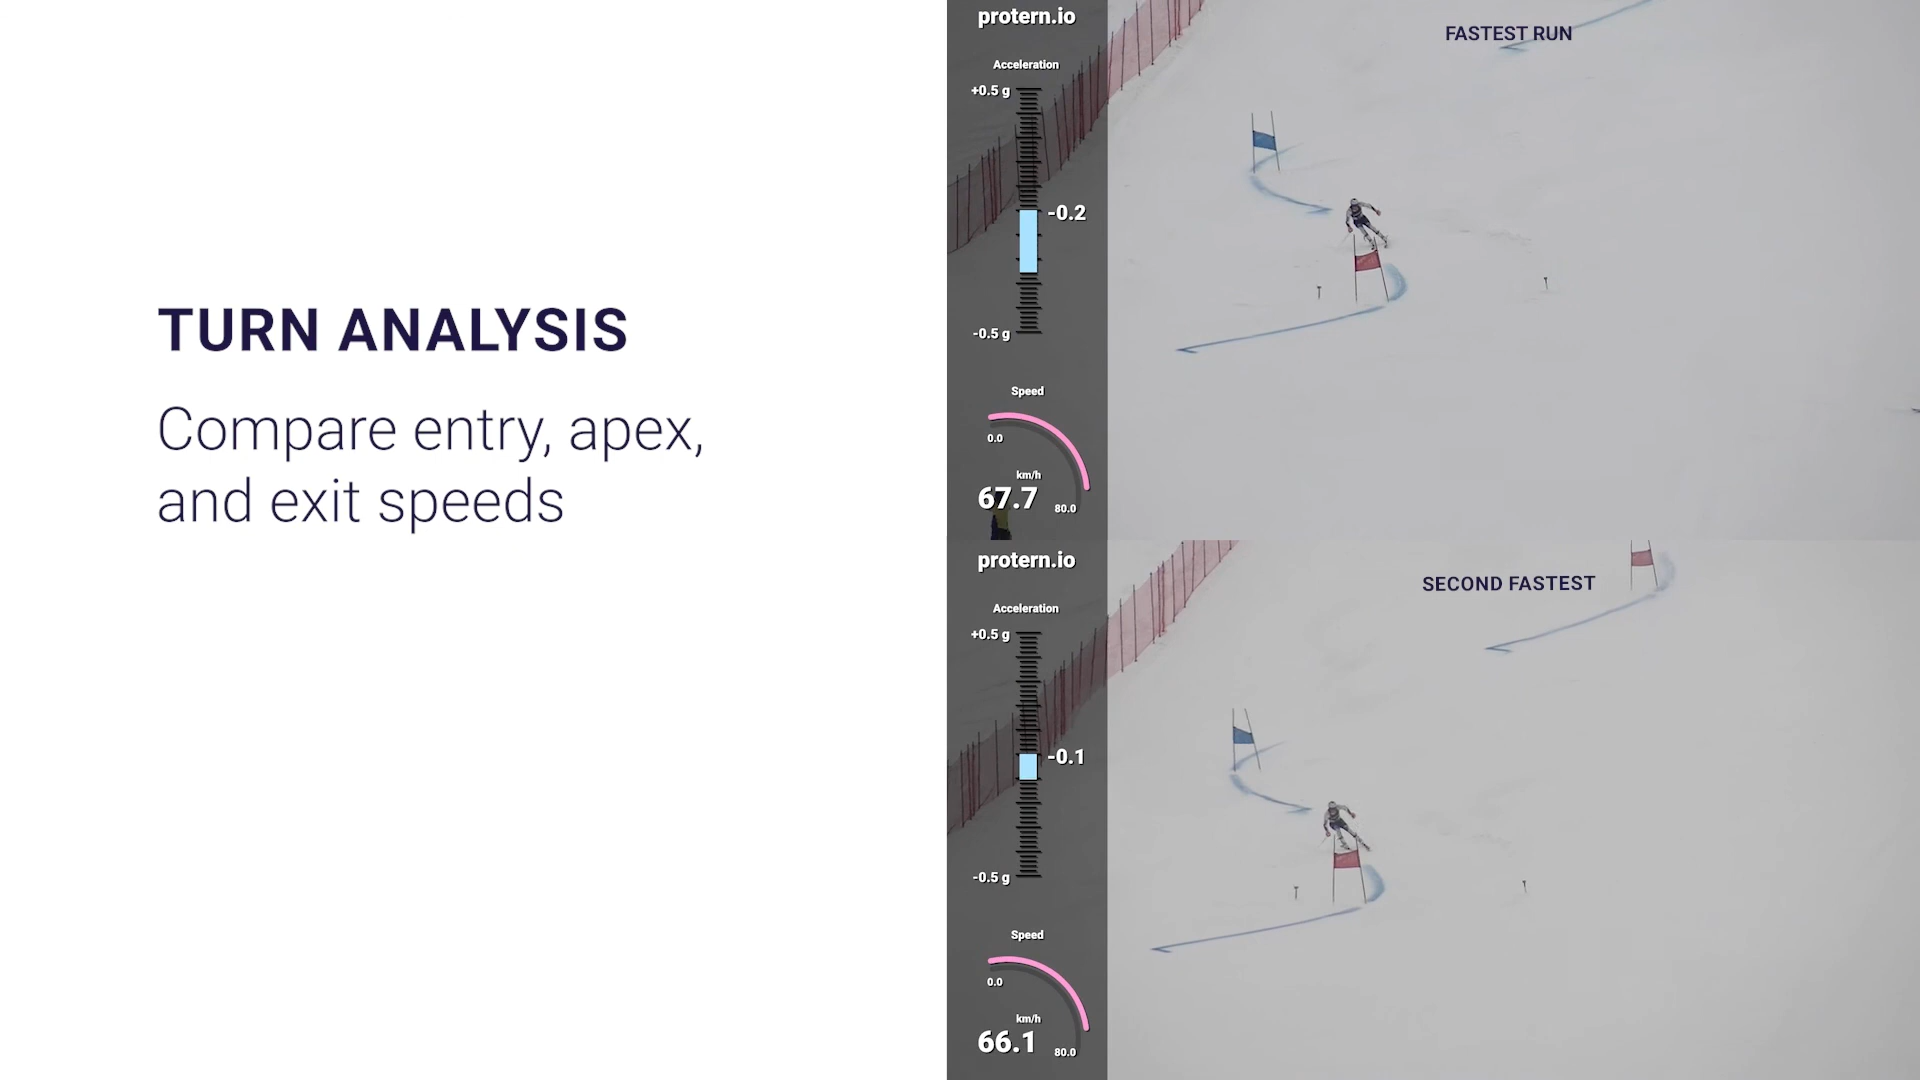 TURN ANALYSIS
Compare entry, apex,
and exit speeds
protern.io
FASTEST RUN
Acceleration
+0.5 g
-0.2
-0.5 g
Speed
0.0
km/h
67.7
80.0
protern.io
SECOND FASTEST
Acceleration
+0.5 g
-0.1
-0.5 g
Speed
0.0
km/h
66.1
80.0